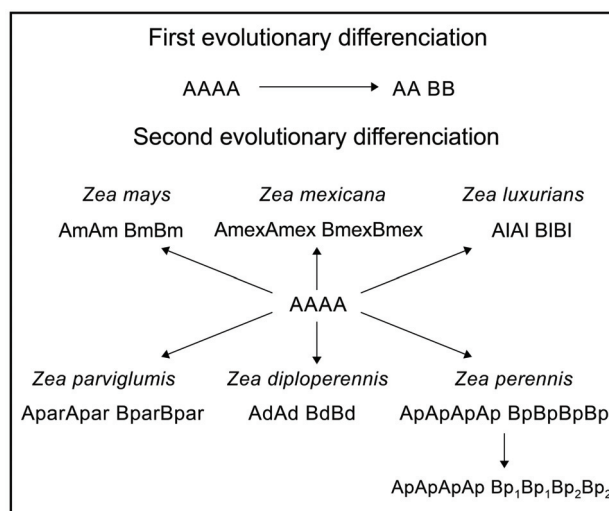 First evolutionary differenciation
AAAA AA BB
Second evolutionary differenciation
Zea mays Zea mexicana Zea luxurians
AmAm BmBm AmexAmex BmexBmex AlAl BlBl
AAAA
Zea parviglumis Zea diploperennis Zea perennis
AparApar BparBpar AdAd BdBd ApApApAp BpBpBpBp
ApApApAp Bp₁Bp₁Bp₂Bp₂